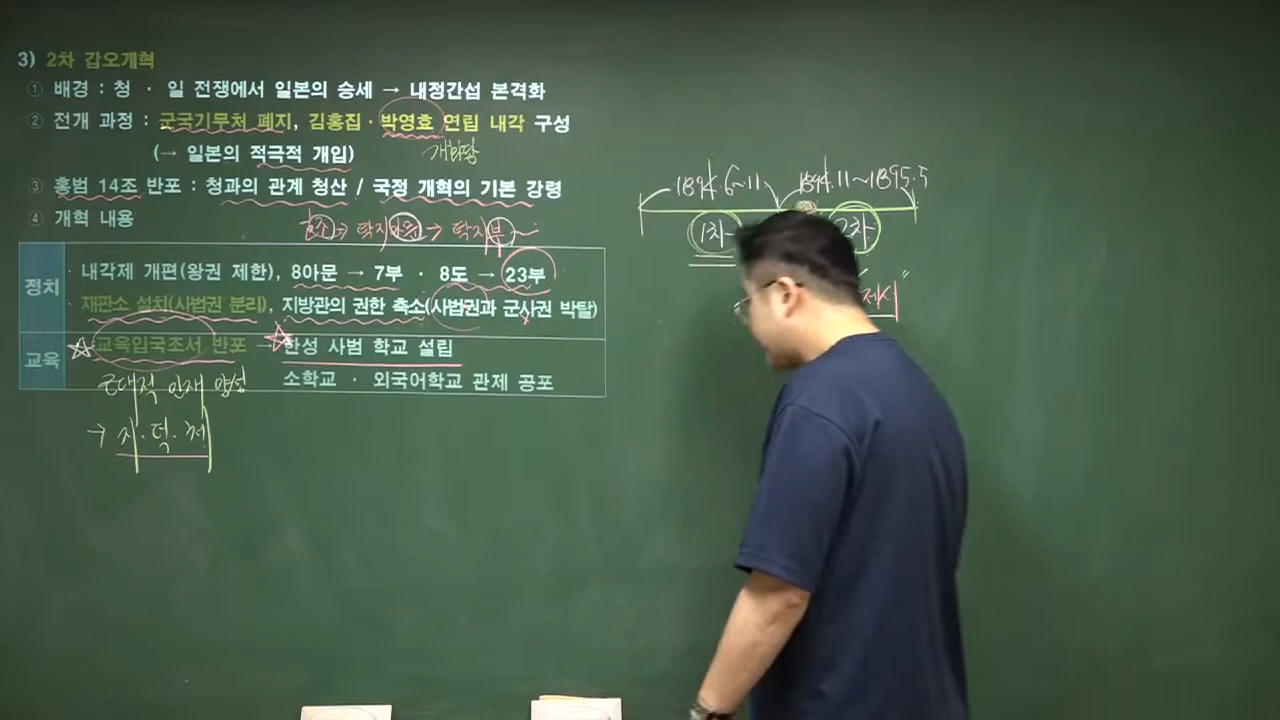 3) 2차 갑오개혁
① 배경 : 청 · 일 전쟁에서 일본의 승세 → 내정간섭 본격화
② 전개 과정 : 군국기무처 폐지, 김홍집 · 박영효 연립 내각 구성
(→ 일본의 적극적 개입)
개화당
③ 홍범 14조 반포 : 청과의 관계 청산 / 국정 개혁의 기본 강령
④ 개혁 내용
호조 → 탁지아문 → 탁지부
정치
· 내각제 개편(왕권 제한), 8아문 → 7부 · 8도 → 23부
· 재판소 설치(사법권 분리), 지방관의 권한 축소(사법권과 군사권 박탈)
교육
교육입국조서 반포 → 한성 사범 학교 설립
소학교 · 외국어학교 관제 공포
근대적 인재 양성
→ 지·덕·체
1894.6~11
1894.11~1895.5
1차
2차